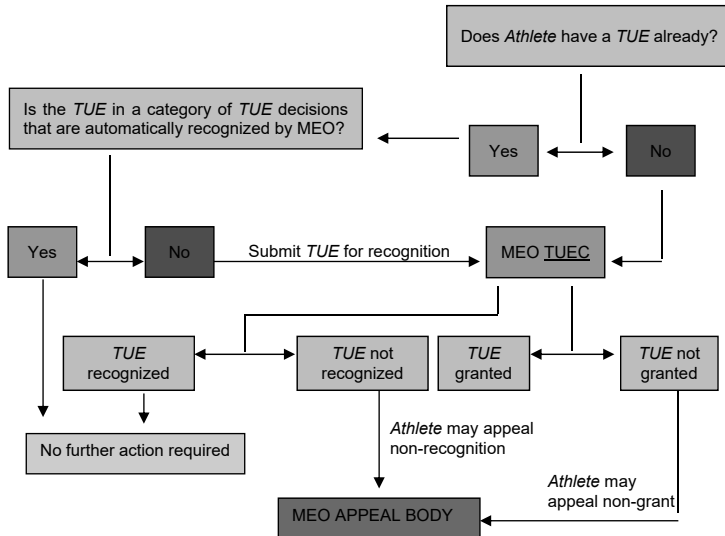 Does Athlete have a TUE already?
Is the TUE in a category of TUE decisions
that are automatically recognized by MEO?
Yes
No
Yes
No
Submit TUE for recognition
MEO TUEC
TUE
recognized
TUE not
recognized
TUE
granted
TUE not
granted
Athlete may appeal
non-recognition
No further action required
Athlete may
appeal non-grant
MEO APPEAL BODY